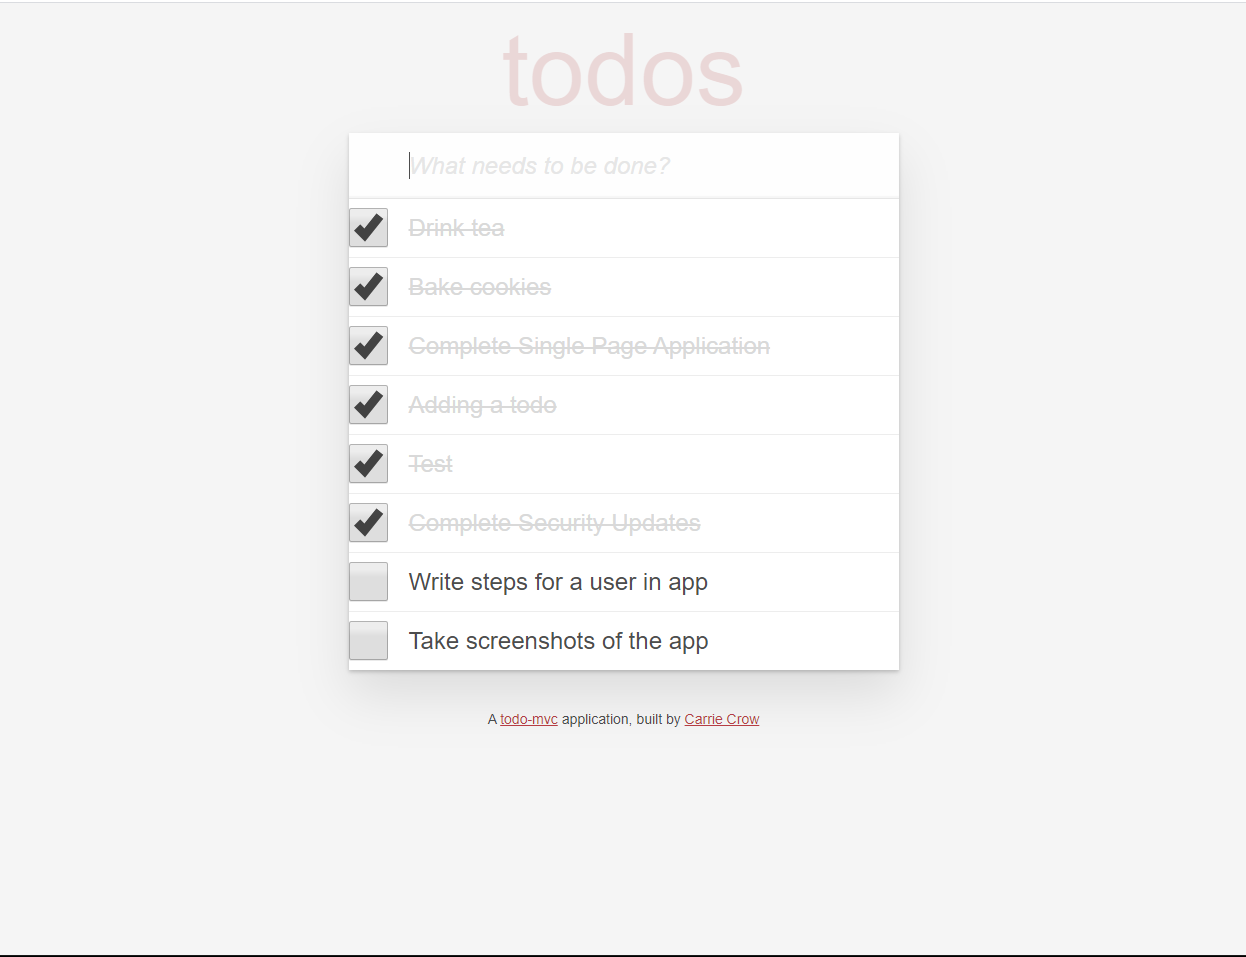 todos
What needs to be done?
Drink tea
Bake cookies
Complete Single Page Application
Adding a todo
Test
Complete Security Updates
Write steps for a user in app
Take screenshots of the app
A todo-mvc application, built by Carrie Crow